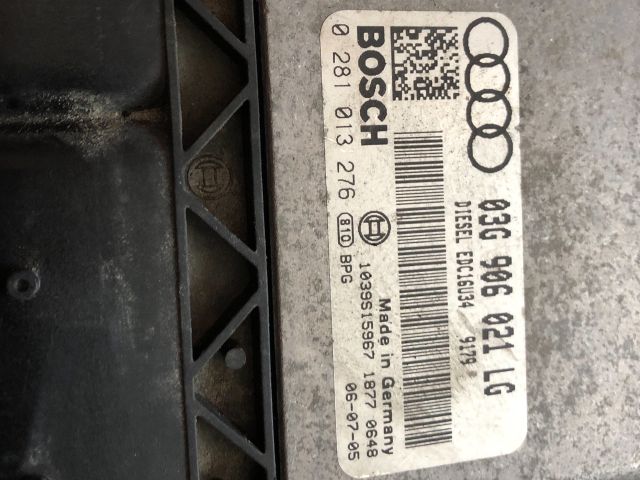 03G 906 021 LG
DIESEL EDC16U34 9179
BOSCH
0 281 013 276
810 BPG
1039S15967 1877 0648
Made in Germany
06-07-05